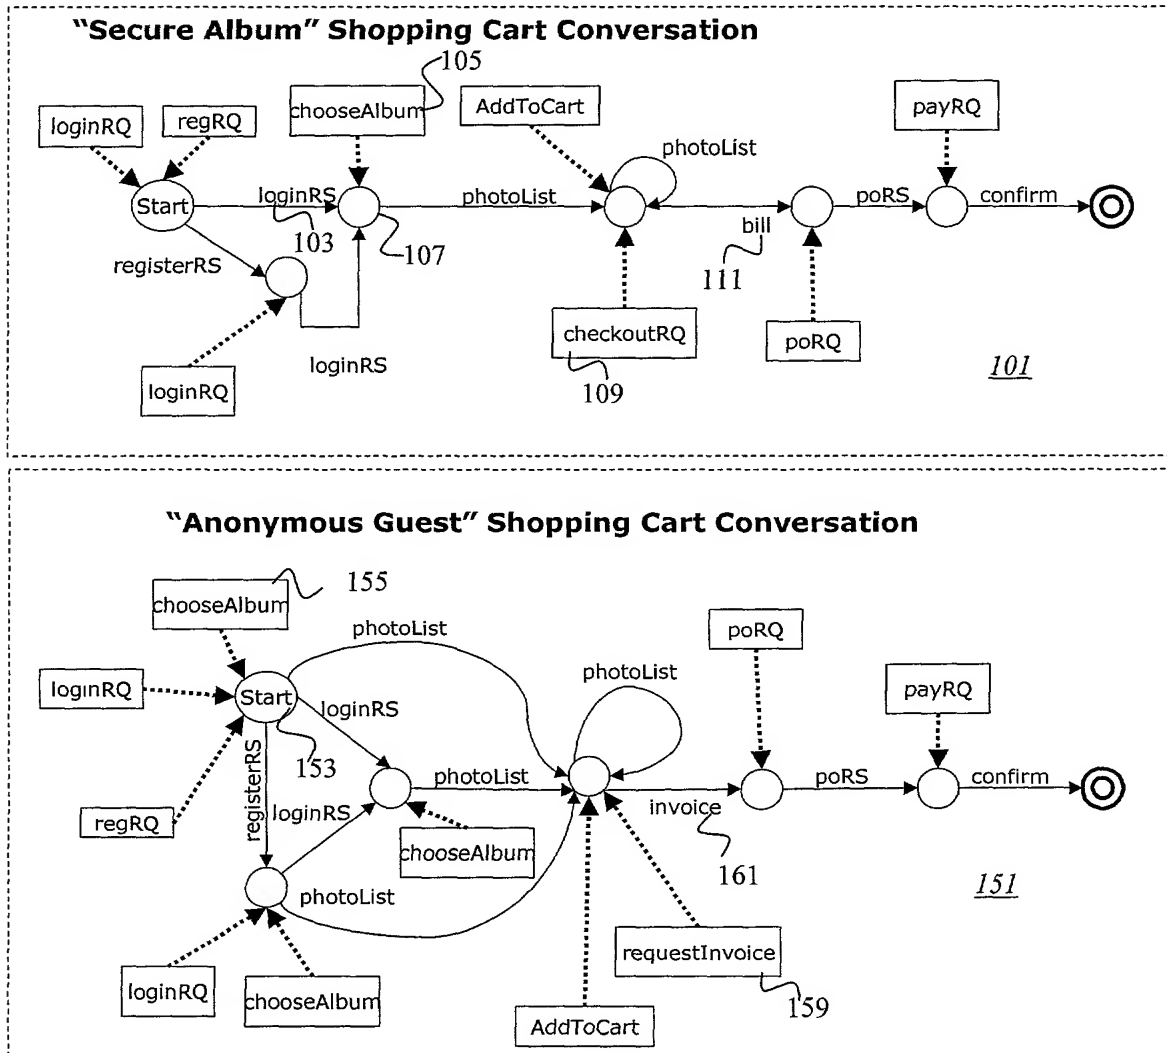 “Secure Album” Shopping Cart Conversation
105
chooseAlbum
AddToCart
payRQ
loginRQ
regRQ
photoList
Start
loginRS
photoList
poRS
confirm
103
107
bill
111
registerRS
checkoutRQ
poRQ
loginRS
109
101
loginRQ
“Anonymous Guest” Shopping Cart Conversation
155
chooseAlbum
photoList
poRQ
photoList
loginRQ
payRQ
Start
loginRS
153
registerRS
photoList
poRS
confirm
invoice
regRQ
loginRS
chooseAlbum
161
151
photoList
requestInvoice
loginRQ
chooseAlbum
159
AddToCart